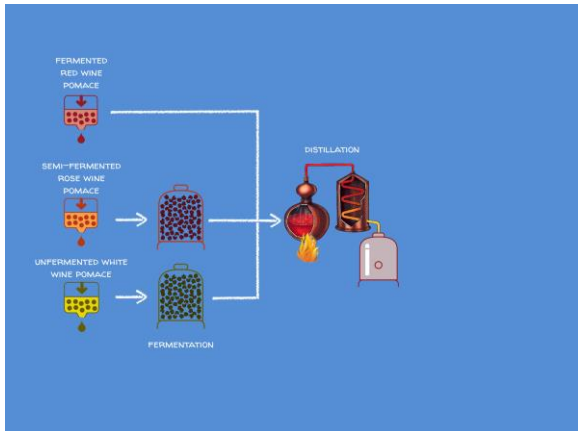 FERMENTED
RED WINE
POMACE
DISTILLATION
SEMI-FERMENTED
ROSE WINE
POMACE
UNFERMENTED WHITE
WINE POMACE
FERMENTATION